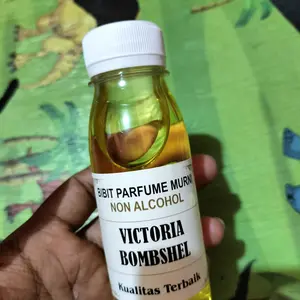 BIBIT PARFUME MURNI
NON ALCOHOL
VICTORIA
BOMBSHEL
Kualitas Terbaik